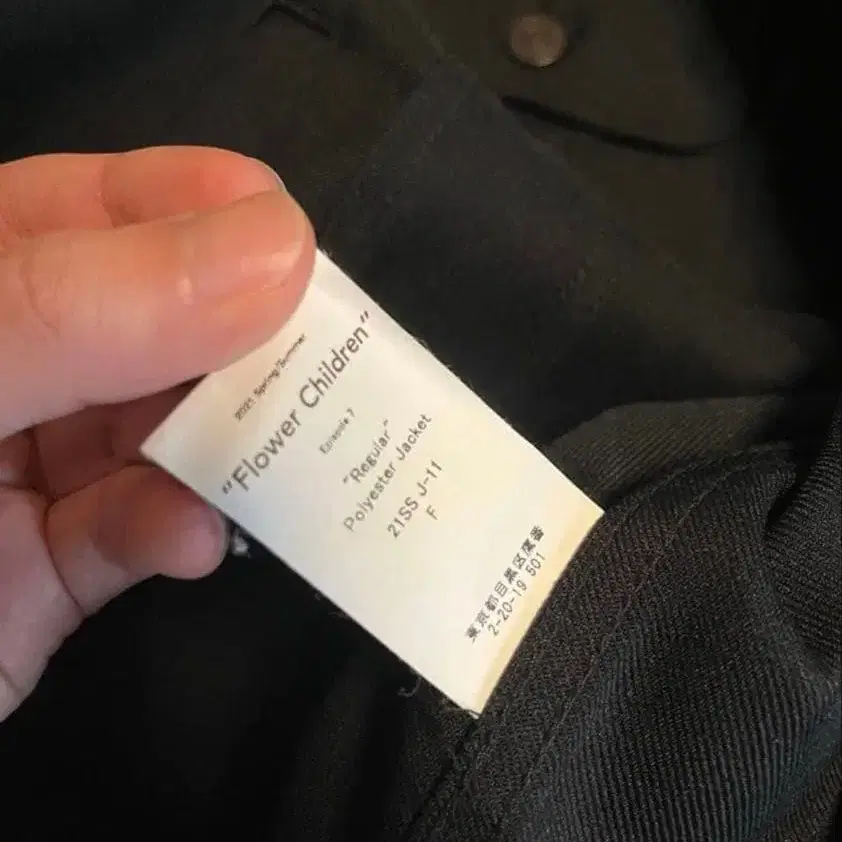 2021 Spring/Summer
"Flower Children"
Episode 7
"Regular"
Polyester Jacket
21SS J-11
F
東京都目黒区鷹番
2-20-19 501